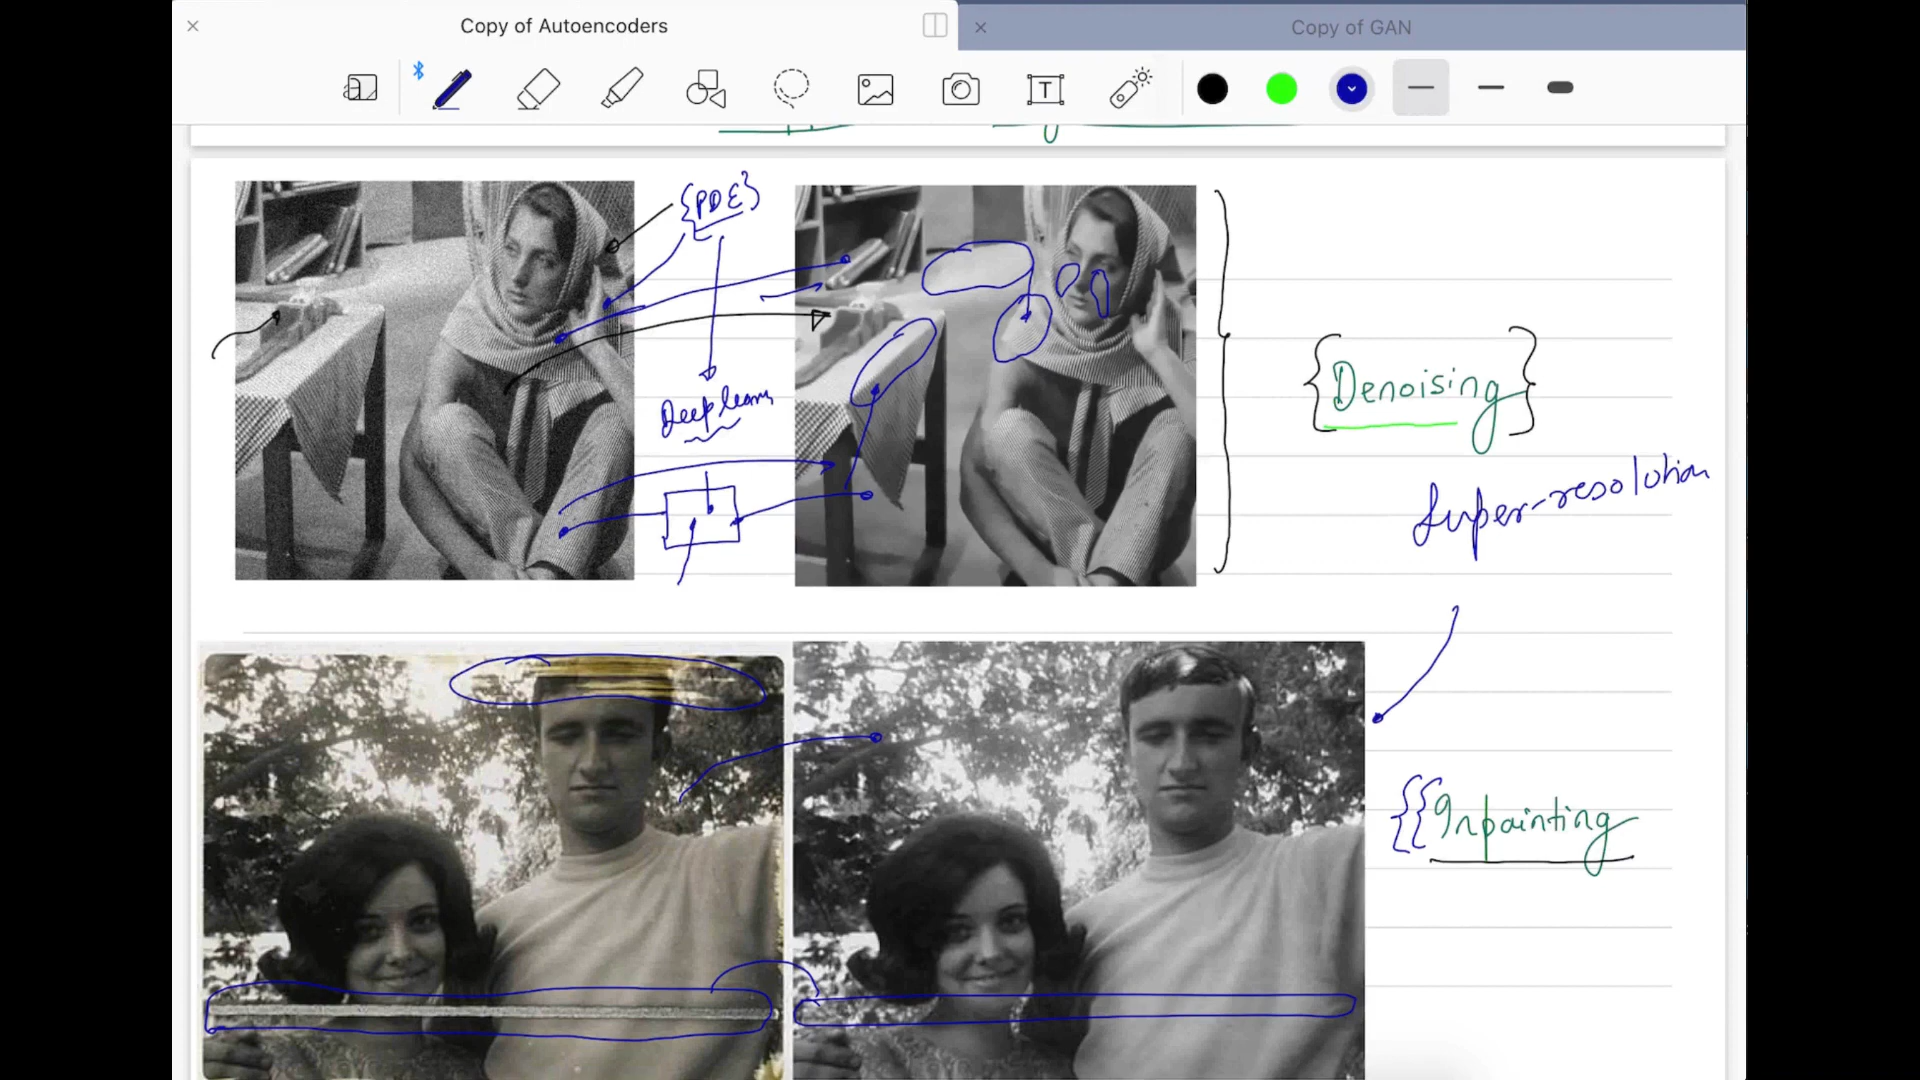 Copy of Autoencoders
Copy of GAN
T
{PDE}
Deep learn
{Denoising}
Super-resolution
{{Inpainting